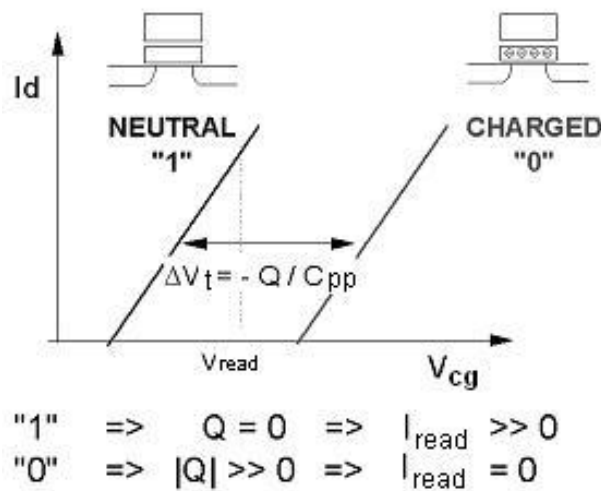 Id
NEUTRAL CHARGED
"1" "0"
ΔVt = - Q / Cpp
Vread
Vcg
"1" => Q = 0 => Iread >> 0
"0" => |Q| >> 0 => Iread = 0